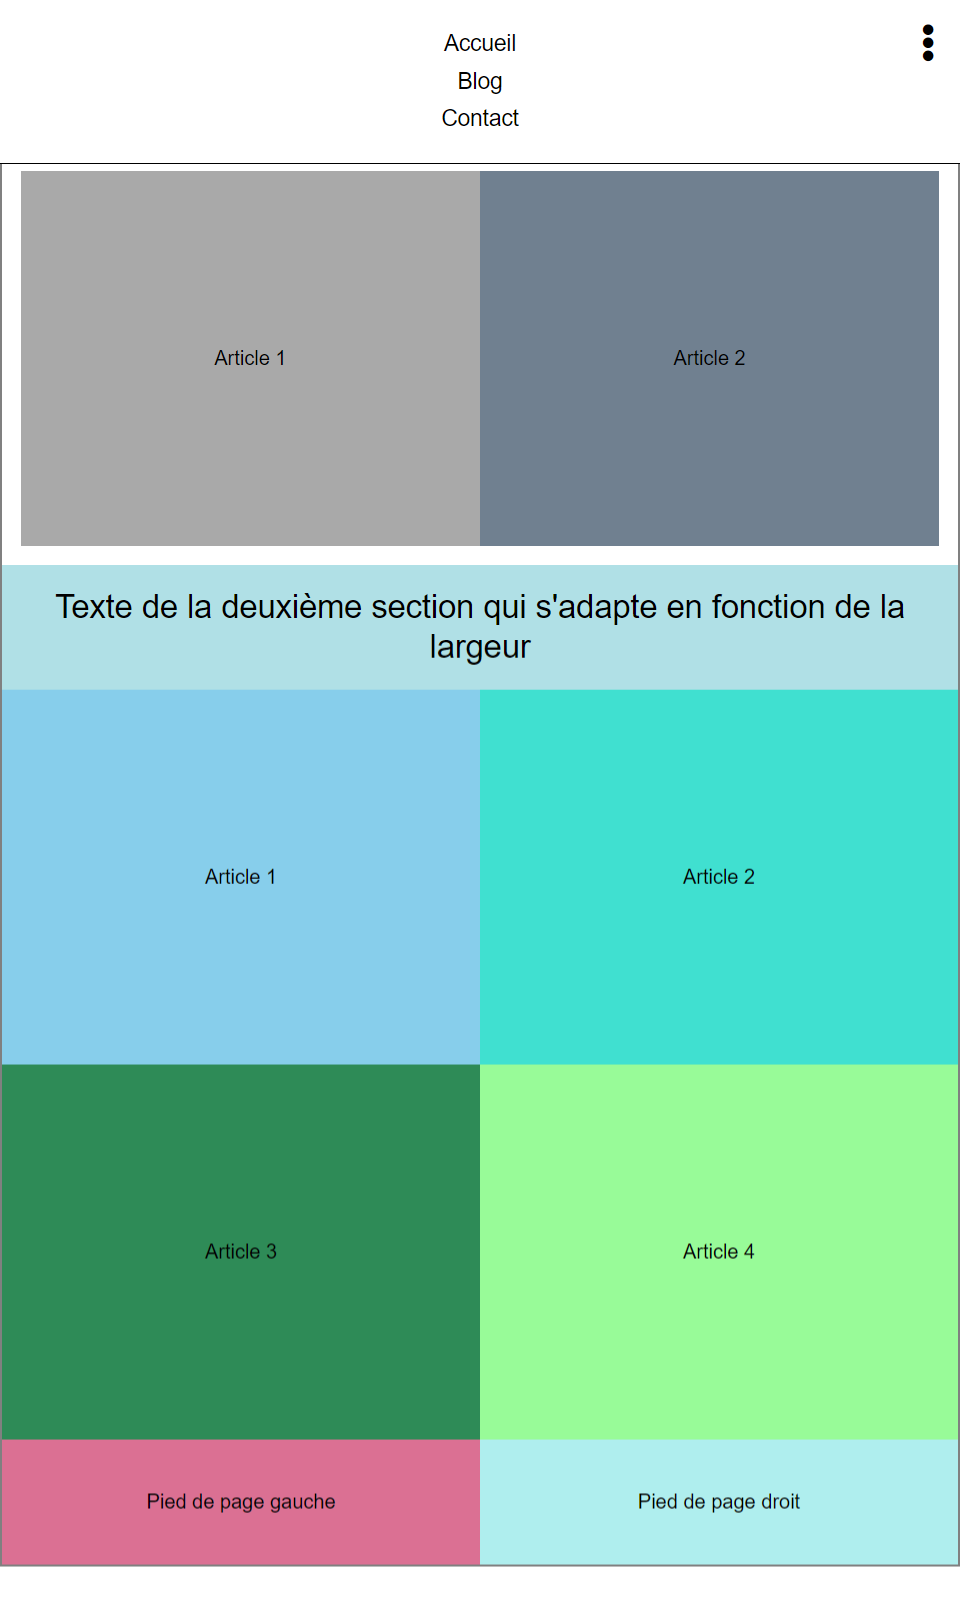 Accueil
Blog
Contact
Article 1
Article 2
Texte de la deuxième section qui s'adapte en fonction de la
largeur
Article 1
Article 2
Article 3
Article 4
Pied de page gauche
Pied de page droit